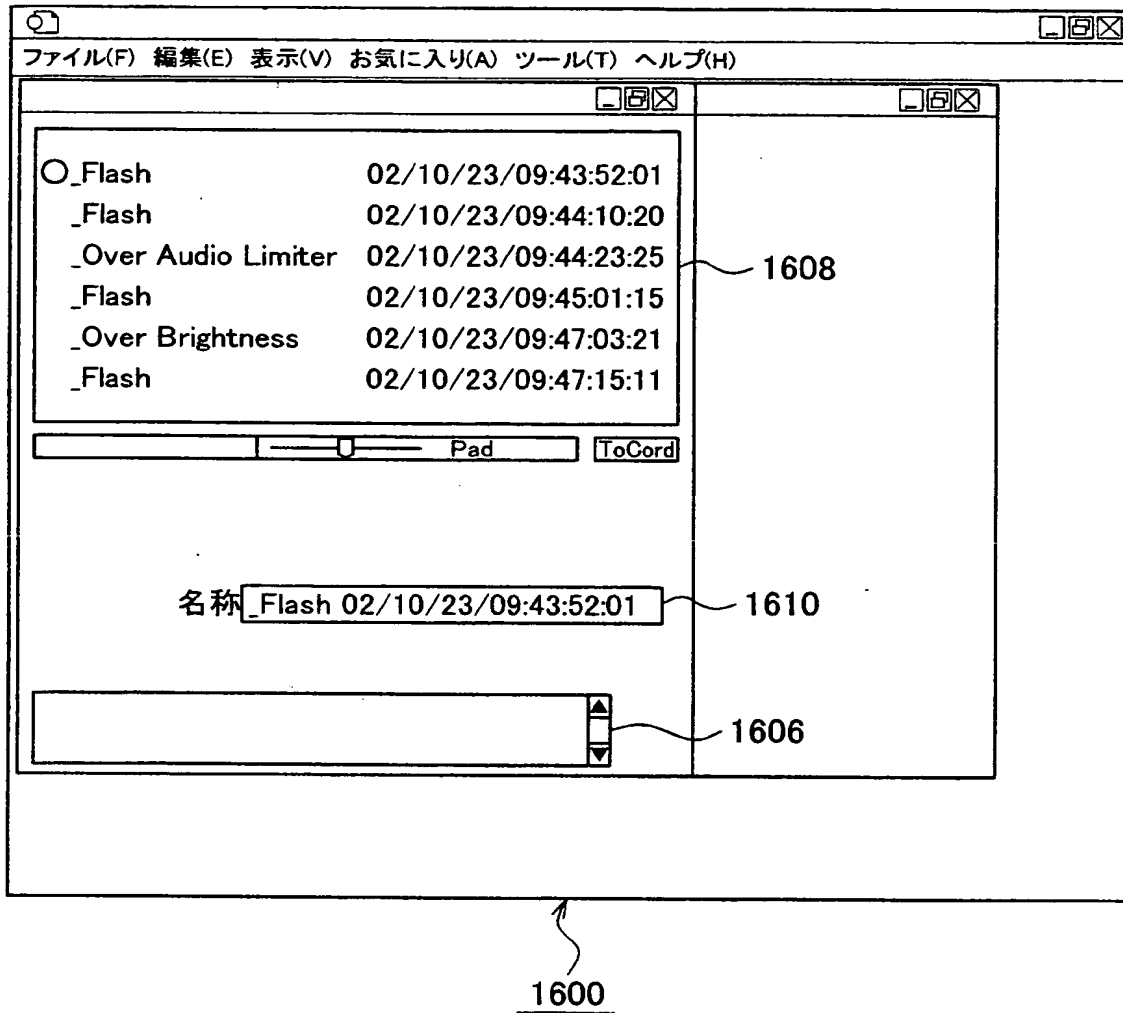 ファイル(F) 編集(E) 表示(V) お気に入り(A) ツール(T) ヘルプ(H)
_Flash 02/10/23/09:43:52:01
_Flash 02/10/23/09:44:10:20
_Over Audio Limiter 02/10/23/09:44:23:25
_Flash 02/10/23/09:45:01:15
_Over Brightness 02/10/23/09:47:03:21
_Flash 02/10/23/09:47:15:11
1608
Pad ToCord
名称 _Flash 02/10/23/09:43:52:01
1610
1606
1600